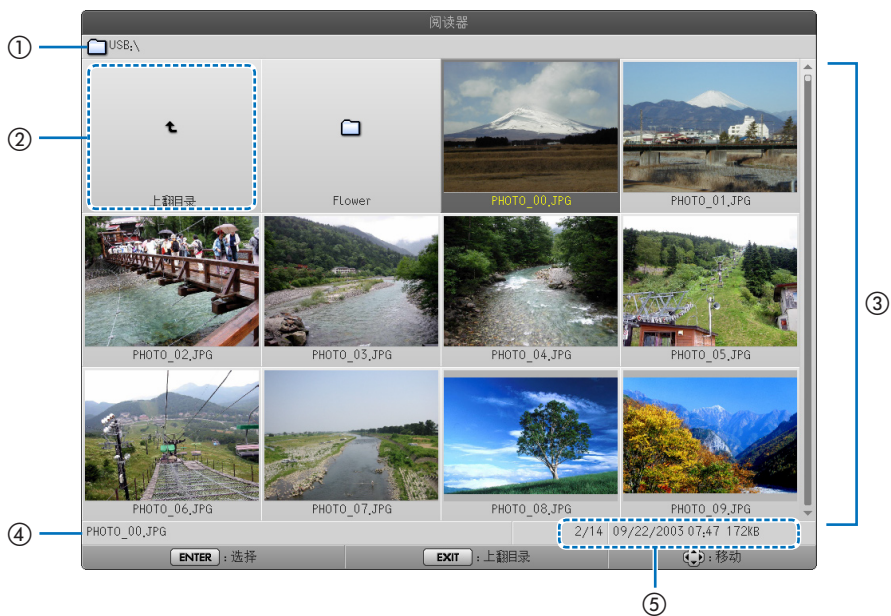 阅读器
① USB:\
②
上翻目录 Flower PHOTO_00.JPG PHOTO_01.JPG
③
PHOTO_02.JPG PHOTO_03.JPG PHOTO_04.JPG PHOTO_05.JPG
PHOTO_06.JPG PHOTO_07.JPG PHOTO_08.JPG PHOTO_09.JPG
④ PHOTO_00.JPG 2/14 09/22/2003 07:47 172KB
ENTER :选择 EXIT :上翻目录 :移动
⑤